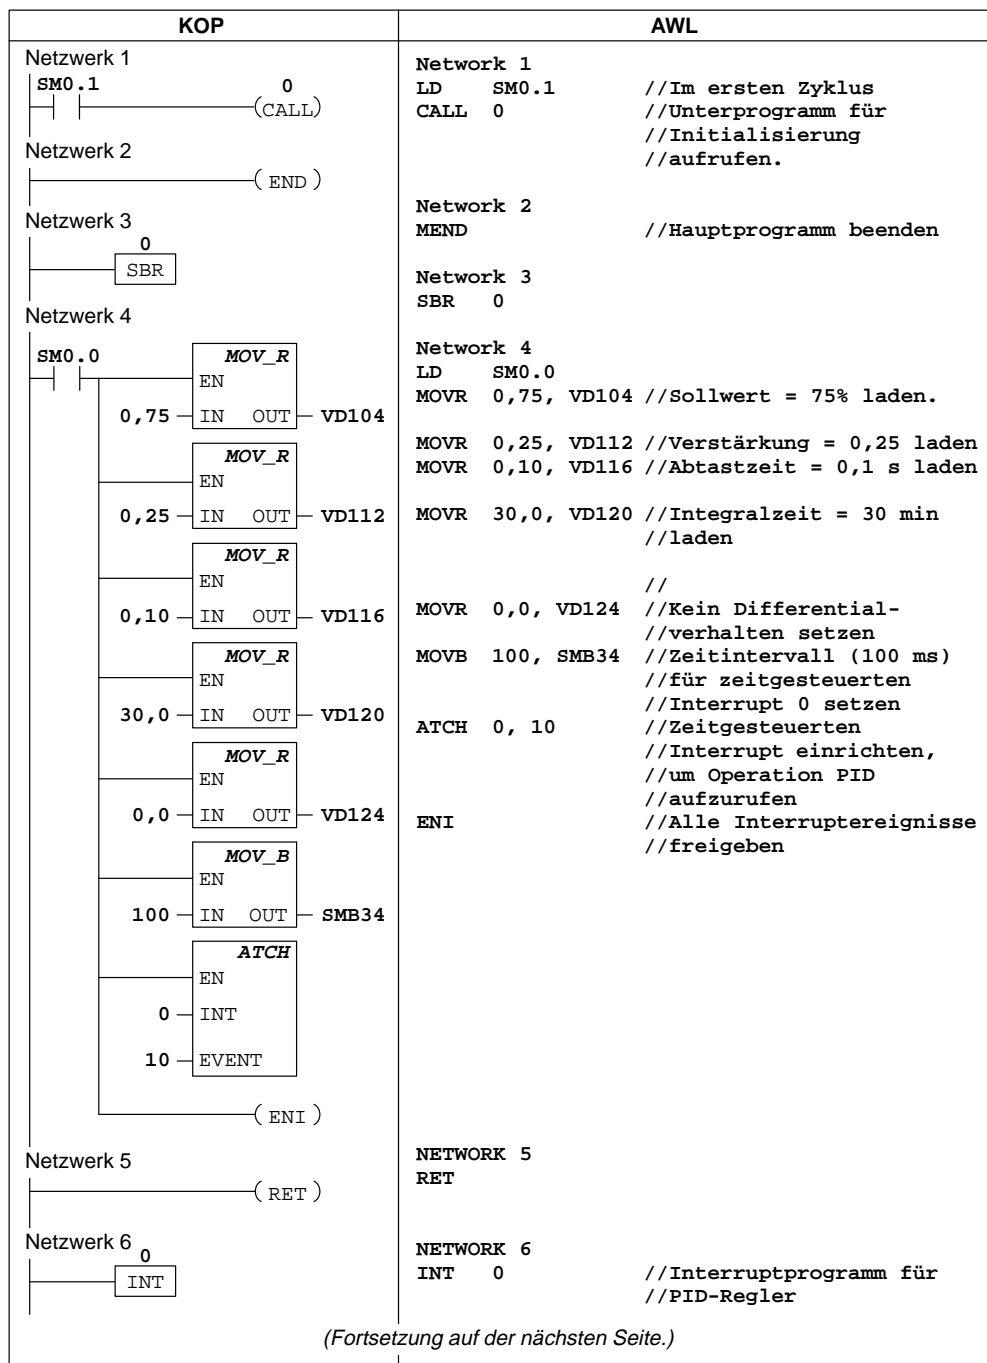 KOP
AWL
Netzwerk 1
SM0.1
0
(CALL)
Netzwerk 2
( END )
Netzwerk 3
0
SBR
Netzwerk 4
SM0.0
MOV_R
EN
0,75 IN OUT VD104
MOV_R
EN
0,25 IN OUT VD112
MOV_R
EN
0,10 IN OUT VD116
MOV_R
EN
30,0 IN OUT VD120
MOV_R
EN
0,0 IN OUT VD124
MOV_B
EN
100 IN OUT SMB34
ATCH
EN
0 INT
10 EVENT
( ENI )
Netzwerk 5
( RET )
Netzwerk 6
0
INT
Network 1
LD SM0.1 //Im ersten Zyklus
CALL 0 //Unterprogramm für
//Initialisierung
//aufrufen.
Network 2
MEND //Hauptprogramm beenden
Network 3
SBR 0
Network 4
LD SM0.0
MOVR 0,75, VD104 //Sollwert = 75% laden.
MOVR 0,25, VD112 //Verstärkung = 0,25 laden
MOVR 0,10, VD116 //Abtastzeit = 0,1 s laden
MOVR 30,0, VD120 //Integralzeit = 30 min
//laden
//
MOVR 0,0, VD124 //Kein Differential-
//verhalten setzen
MOVB 100, SMB34 //Zeitintervall (100 ms)
//für zeitgesteuerten
//Interrupt 0 setzen
ATCH 0, 10 //Zeitgesteuerten
//Interrupt einrichten,
//um Operation PID
//aufzurufen
ENI //Alle Interruptereignisse
//freigeben
NETWORK 5
RET
NETWORK 6
INT 0 //Interruptprogramm für
//PID-Regler
(Fortsetzung auf der nächsten Seite.)